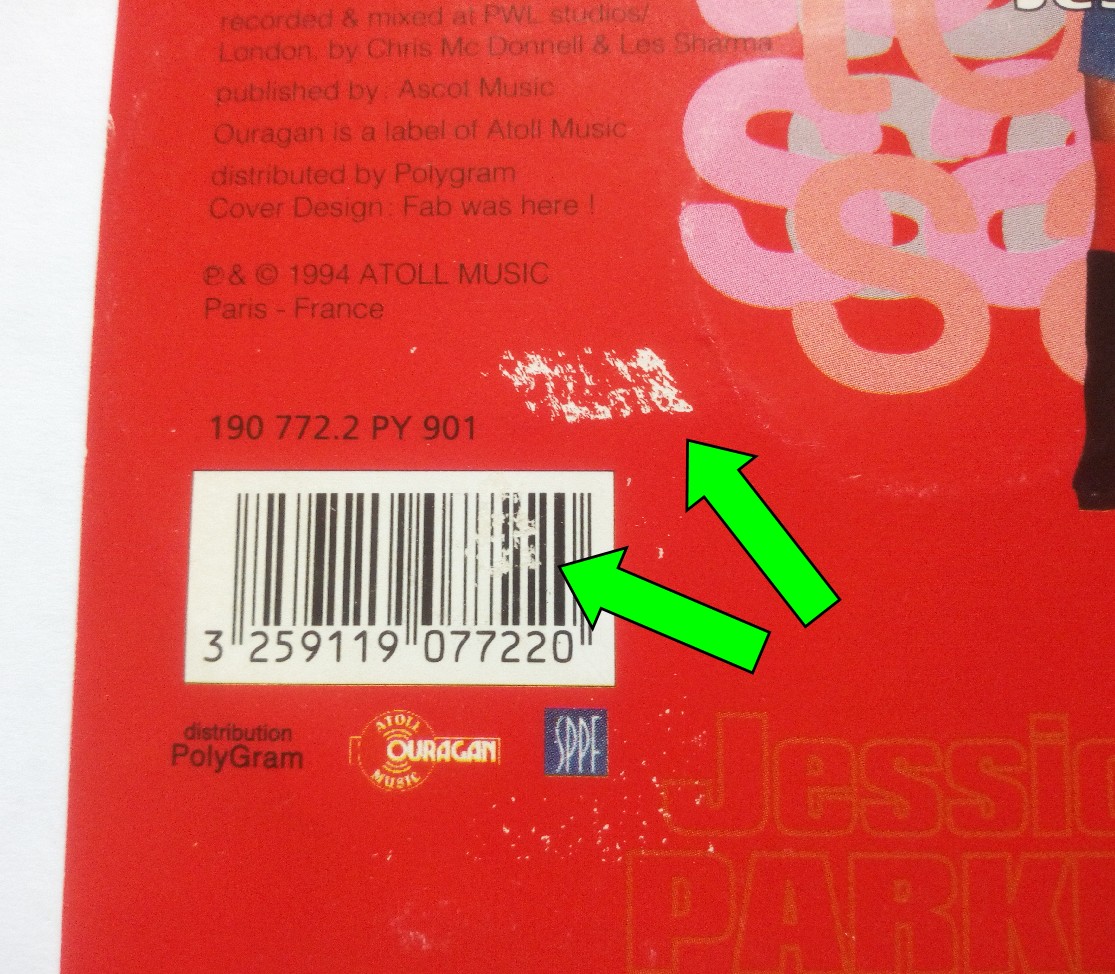 recorded & mixed at PWL studios/
London, by Chris Mc Donnell & Les Sharma
published by: Ascot Music
Ouragan is a label of Atoll Music
distributed by Polygram
Cover Design: Fab was here !
℗ & © 1994 ATOLL MUSIC
Paris - France
190 772.2 PY 901
3 259119 077220
distribution
PolyGram
ATOLL
OURAGAN
MUSIC
SPPF
Jessic
PARK